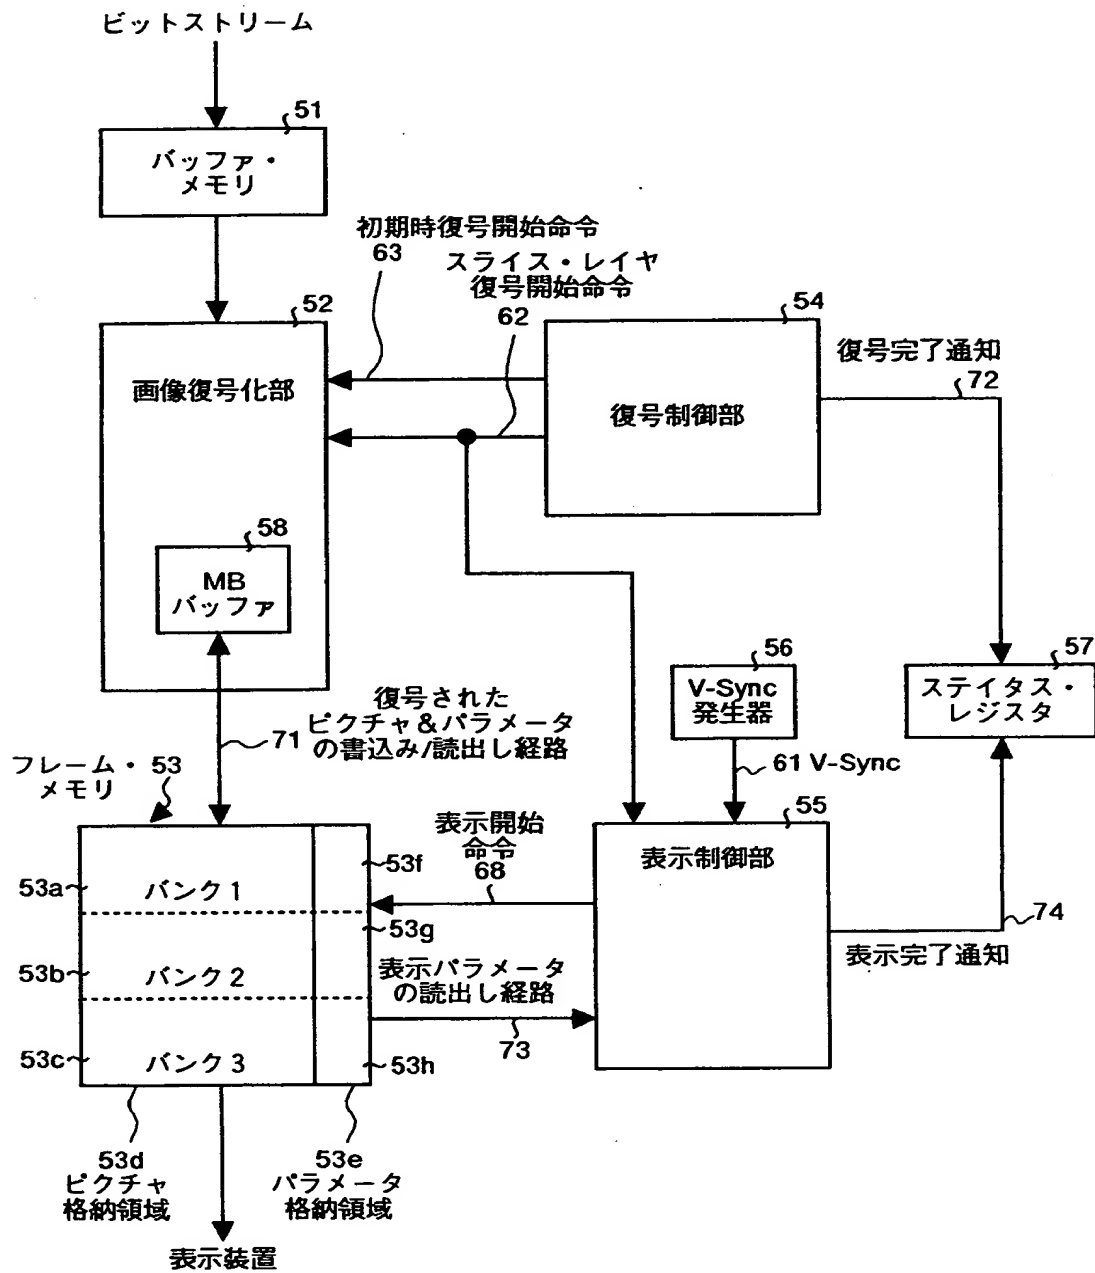 ビットストリーム
51
バッファ・
メモリ
初期時復号開始命令
63
スライス・レイヤ
復号開始命令
62
52
54
画像復号化部
復号制御部
復号完了通知
72
58
MB
バッファ
56
V-Sync
発生器
57
ステイタス・
レジスタ
復号された
ピクチャ&パラメータ
の書込み/読出し経路
71
61 V-Sync
フレーム・
メモリ
53
55
表示制御部
表示開始
命令
68
53f
53a
バンク1
53g
74
表示完了通知
53b
バンク2
表示パラメータ
の読出し経路
73
53c
バンク3
53h
53d
ピクチャ
格納領域
53e
パラメータ
格納領域
表示装置